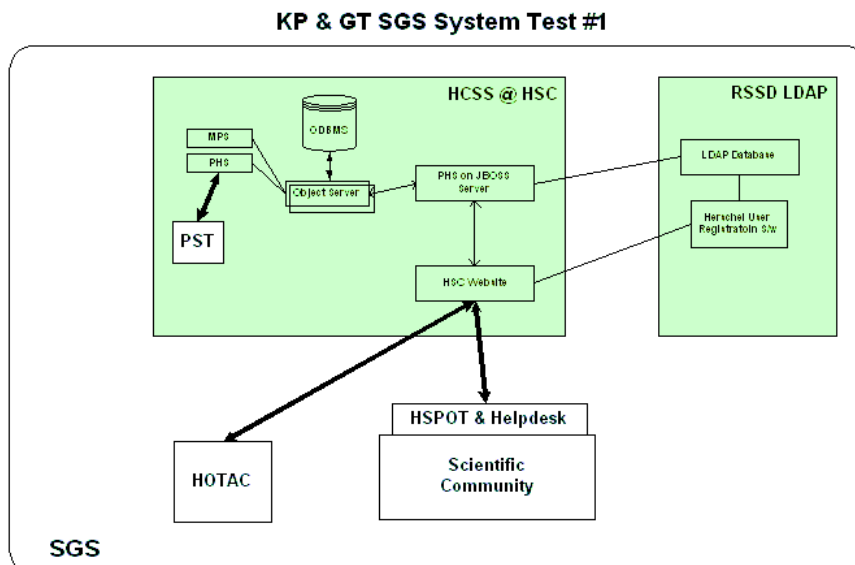 KP & GT SGS System Test #1
HCSS @ HSC
RSSD LDAP
ODBMS
MPS
PHS
Object Server
PHS on JBOSS
Server
LDAP Database
PST
Herschel User
Registratoin S/w
HSC Website
HSPOT & Helpdesk
HOTAC
Scientific
Community
SGS